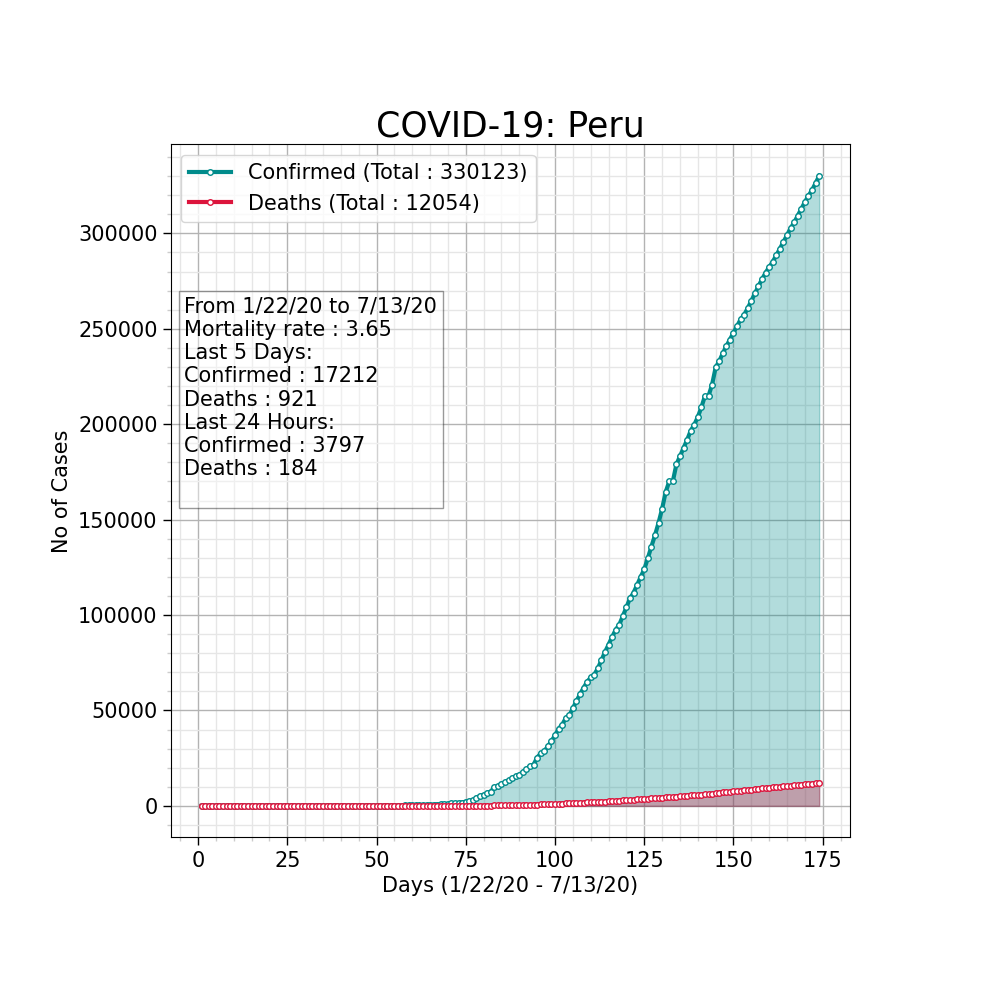 COVID-19: Peru
Confirmed (Total : 330123)
Deaths (Total : 12054)
From 1/22/20 to 7/13/20
Mortality rate : 3.65
Last 5 Days:
Confirmed : 17212
Deaths : 921
Last 24 Hours:
Confirmed : 3797
Deaths : 184
No of Cases
300000
250000
200000
150000
100000
50000
0
0 25 50 75 100 125 150 175
Days (1/22/20 - 7/13/20)